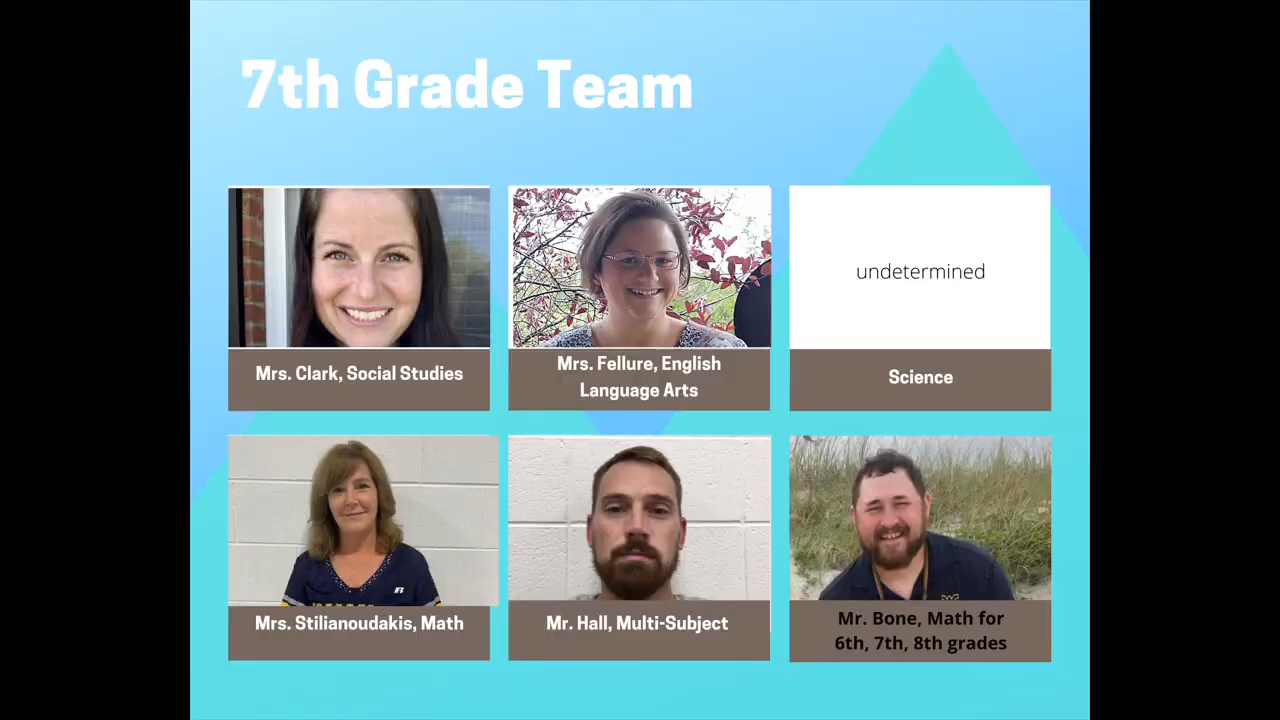 7th Grade Team
undetermined
Mrs. Clark, Social Studies
Mrs. Fellure, English
Language Arts
Science
Mrs. Stilianoudakis, Math
Mr. Hall, Multi-Subject
Mr. Bone, Math for
6th, 7th, 8th grades